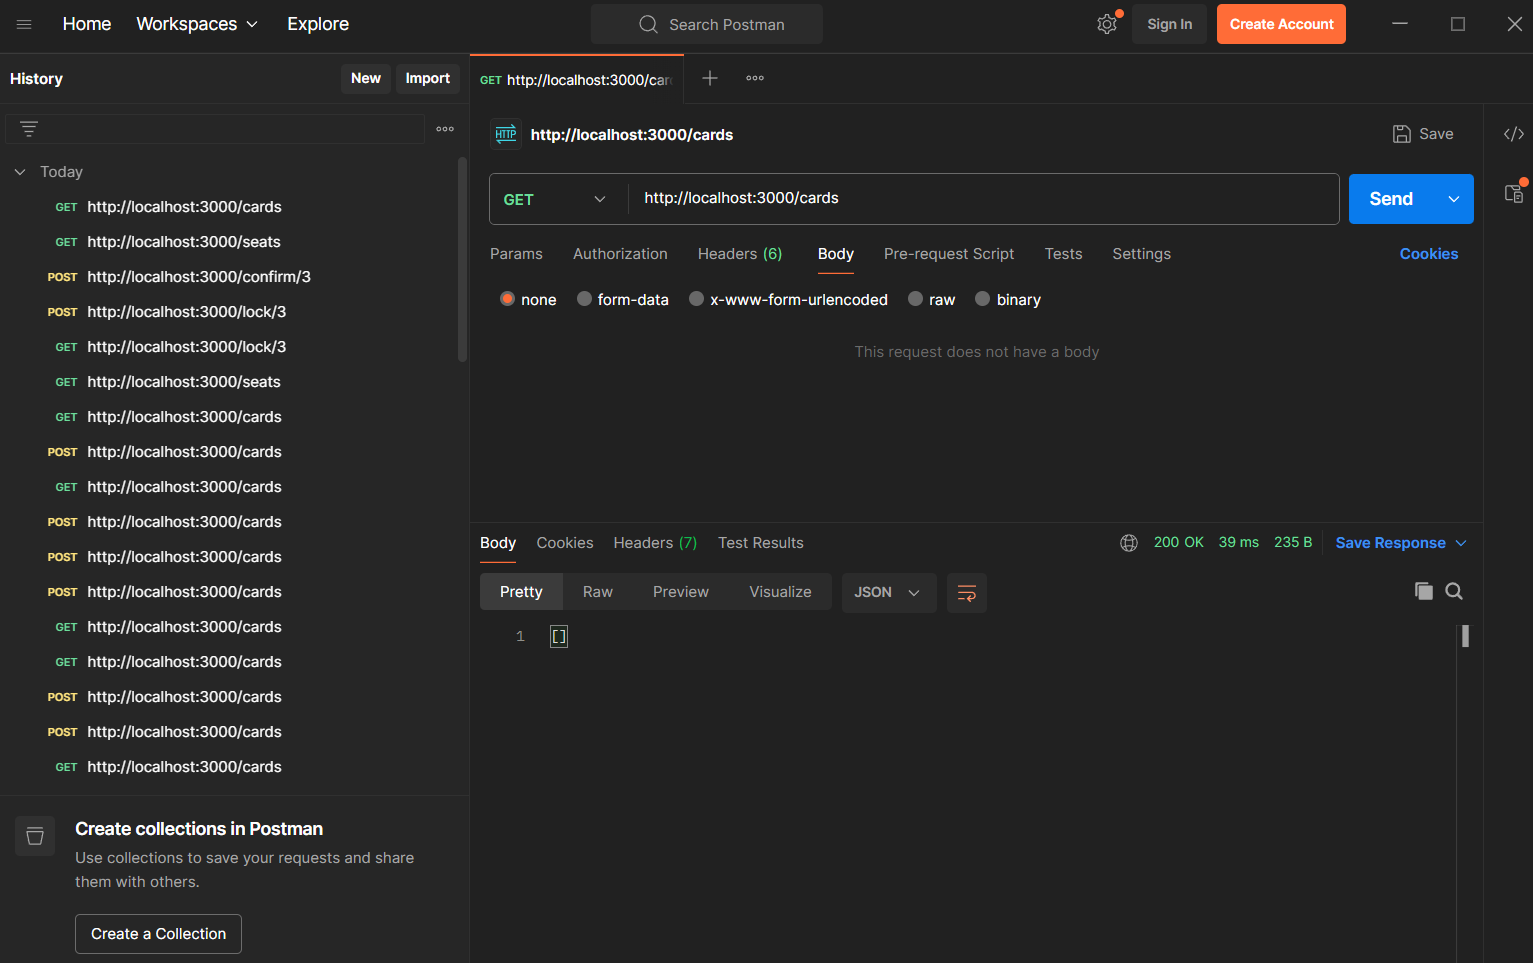 Home Workspaces Explore Search Postman Sign In Create Account
History New Import
GET http://localhost:3000/car
HTTP http://localhost:3000/cards Save
Today
GET http://localhost:3000/cards
GET http://localhost:3000/seats
POST http://localhost:3000/confirm/3
POST http://localhost:3000/lock/3
GET http://localhost:3000/lock/3
GET http://localhost:3000/seats
GET http://localhost:3000/cards
POST http://localhost:3000/cards
GET http://localhost:3000/cards
POST http://localhost:3000/cards
POST http://localhost:3000/cards
POST http://localhost:3000/cards
GET http://localhost:3000/cards
GET http://localhost:3000/cards
POST http://localhost:3000/cards
POST http://localhost:3000/cards
GET http://localhost:3000/cards
Create collections in Postman
Use collections to save your requests and share
them with others.
Create a Collection
GET http://localhost:3000/cards Send
Params Authorization Headers (6) Body Pre-request Script Tests Settings Cookies
none form-data x-www-form-urlencoded raw binary
This request does not have a body
Body Cookies Headers (7) Test Results 200 OK 39 ms 235 B Save Response
Pretty Raw Preview Visualize JSON
1 []